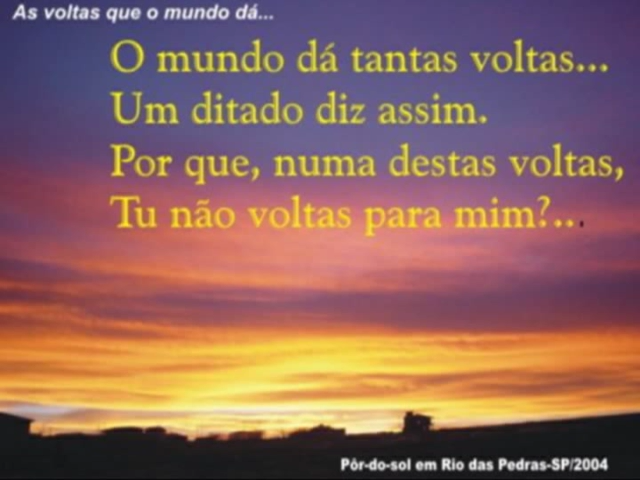 As voltas que o mundo dá...
O mundo dá tantas voltas...
Um ditado diz assim.
Por que, numa destas voltas,
Tu não voltas para mim?...
Pôr-do-sol em Rio das Pedras-SP/2004